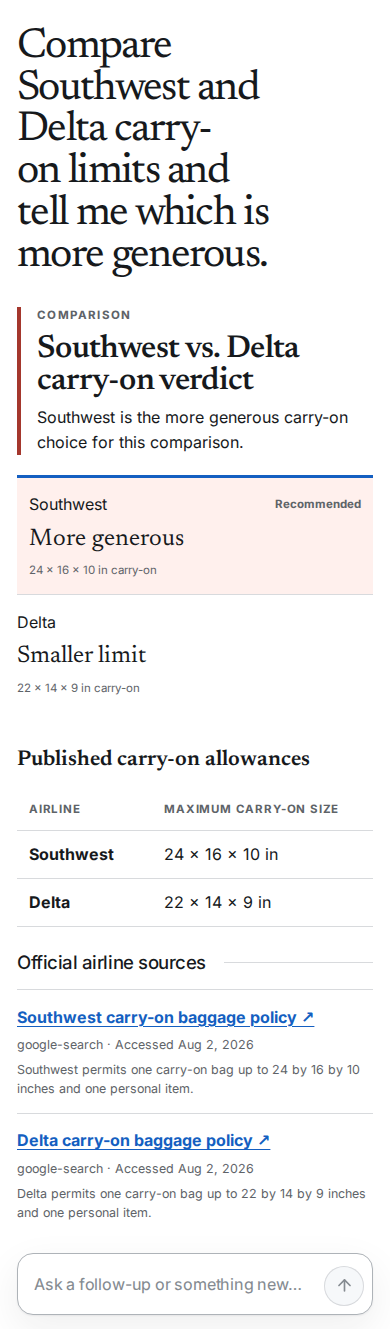 Compare
Southwest and
Delta carry-
on limits and
tell me which is
more generous.
COMPARISON
Southwest vs. Delta
carry-on verdict
Southwest is the more generous carry-on
choice for this comparison.
Southwest
Recommended
More generous
24 × 16 × 10 in carry-on
Delta
Smaller limit
22 × 14 × 9 in carry-on
Published carry-on allowances
AIRLINE MAXIMUM CARRY-ON SIZE
Southwest 24 × 16 × 10 in
Delta 22 × 14 × 9 in
Official airline sources
Southwest carry-on baggage policy ↗
google-search · Accessed Aug 2, 2026
Southwest permits one carry-on bag up to 24 by 16 by 10
inches and one personal item.
Delta carry-on baggage policy ↗
google-search · Accessed Aug 2, 2026
Delta permits one carry-on bag up to 22 by 14 by 9 inches
and one personal item.
Ask a follow-up or something new...